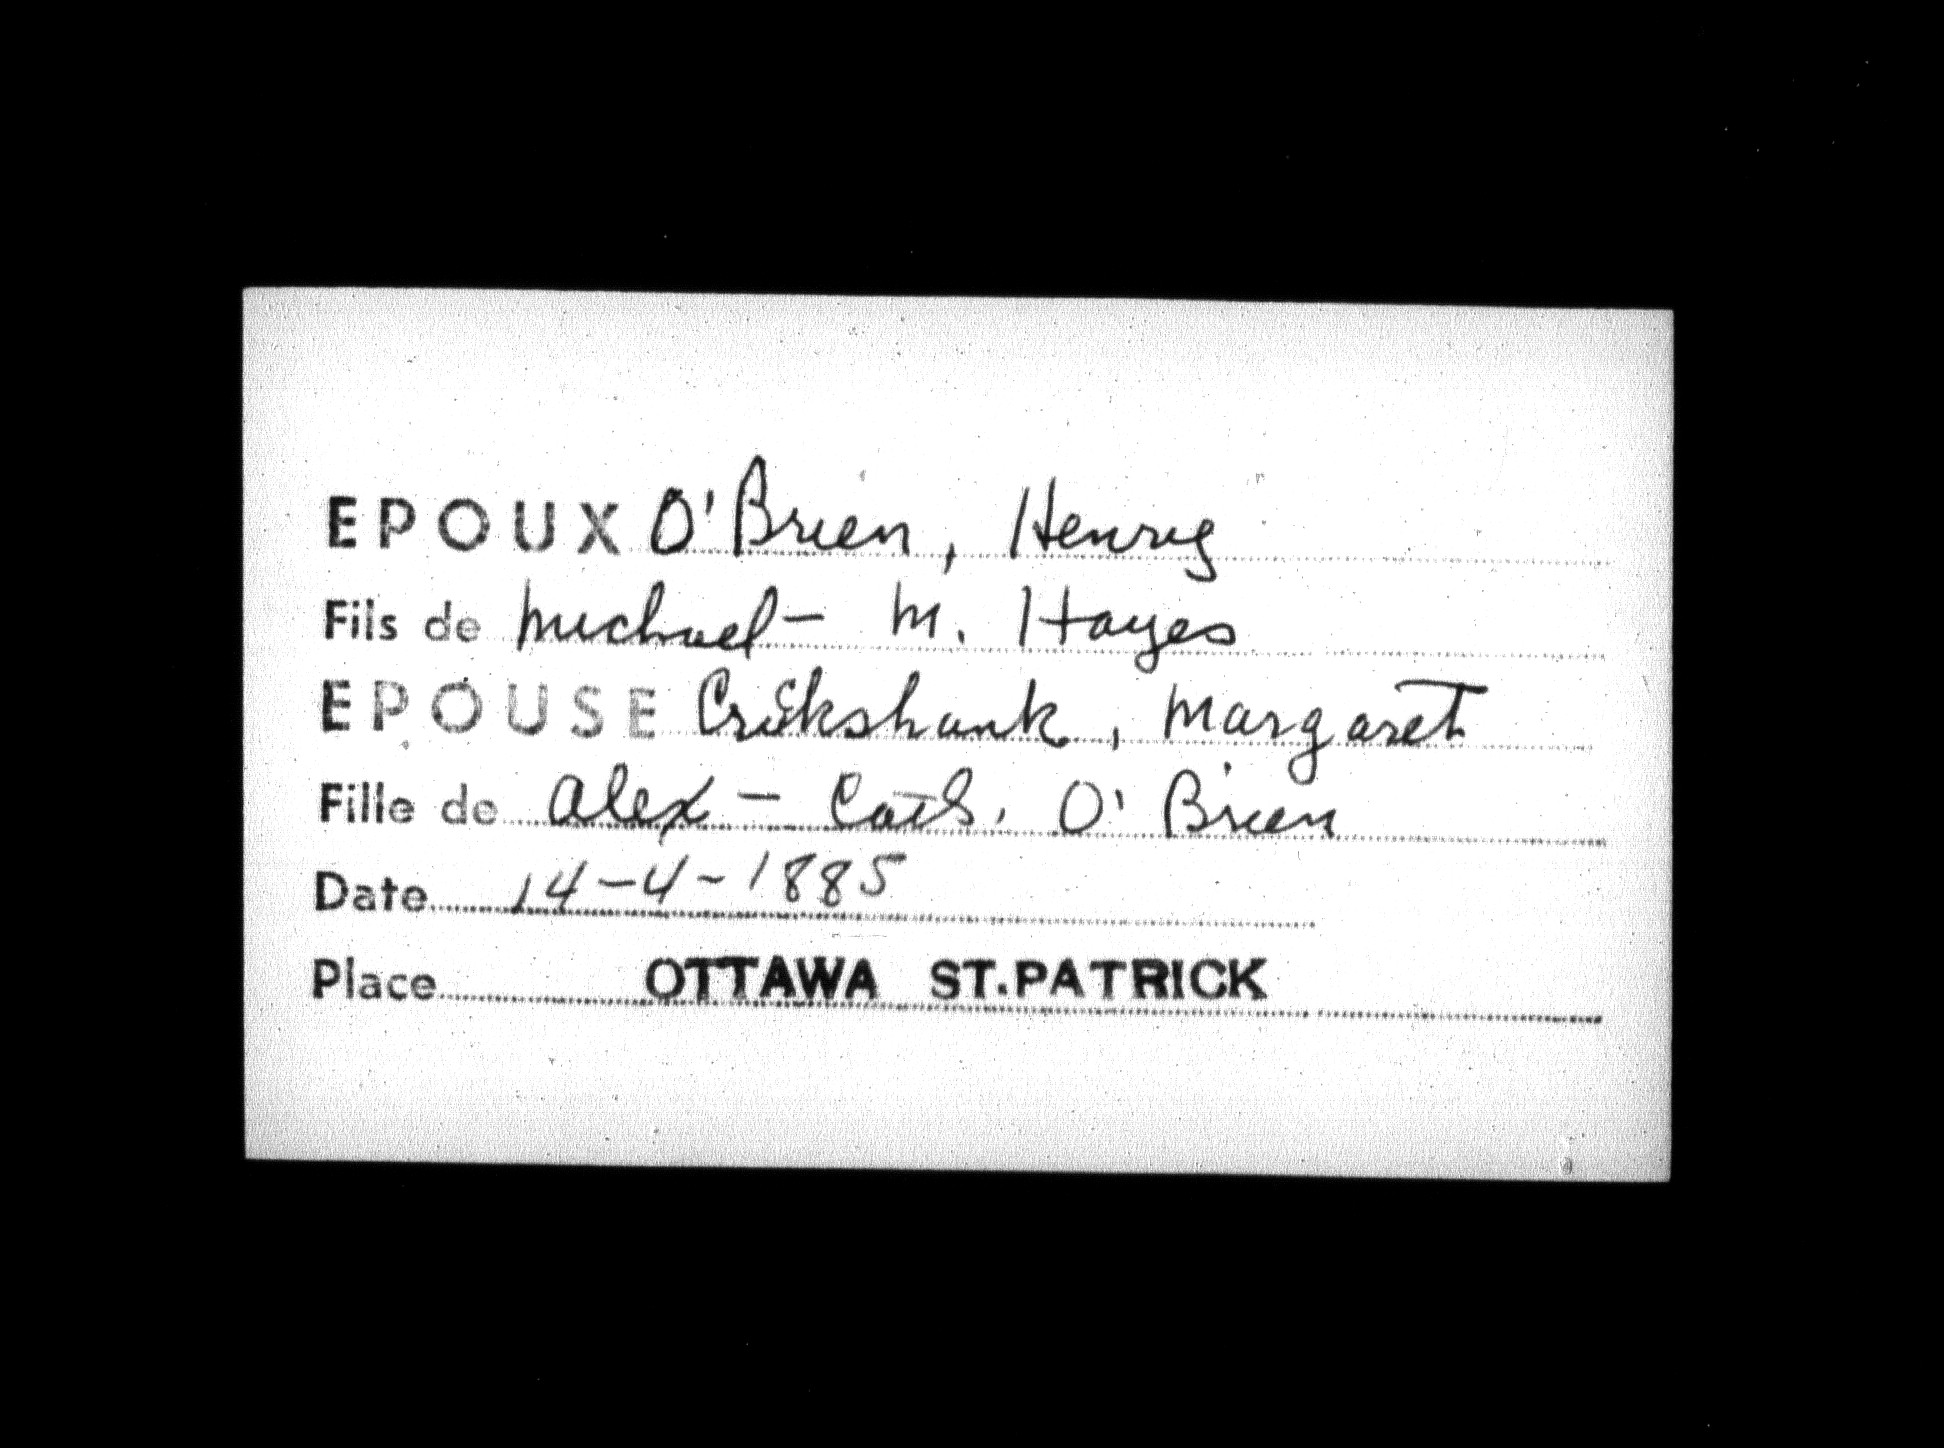 EPOUX O'Brien, Henry
Fils de Michael - M. Hayes
EPOUSE Crikshank, Margaret
Fille de Alex - Cath. O'Brien
Date 14-4-1885
Place OTTAWA ST. PATRICK